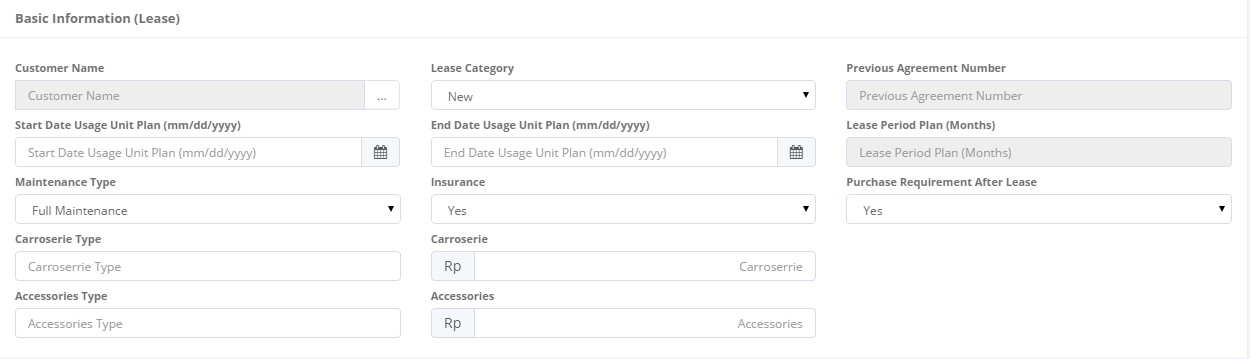 Basic Information (Lease)
Customer Name Lease Category Previous Agreement Number
Customer Name ... New Previous Agreement Number
Start Date Usage Unit Plan (mm/dd/yyyy) End Date Usage Unit Plan (mm/dd/yyyy) Lease Period Plan (Months)
Start Date Usage Unit Plan (mm/dd/yyyy) End Date Usage Unit Plan (mm/dd/yyyy) Lease Period Plan (Months)
Maintenance Type Insurance Purchase Requirement After Lease
Full Maintenance Yes Yes
Carroserie Type Carroserie
Carroserrie Type Rp Carroserrie
Accessories Type Accessories
Accessories Type Rp Accessories